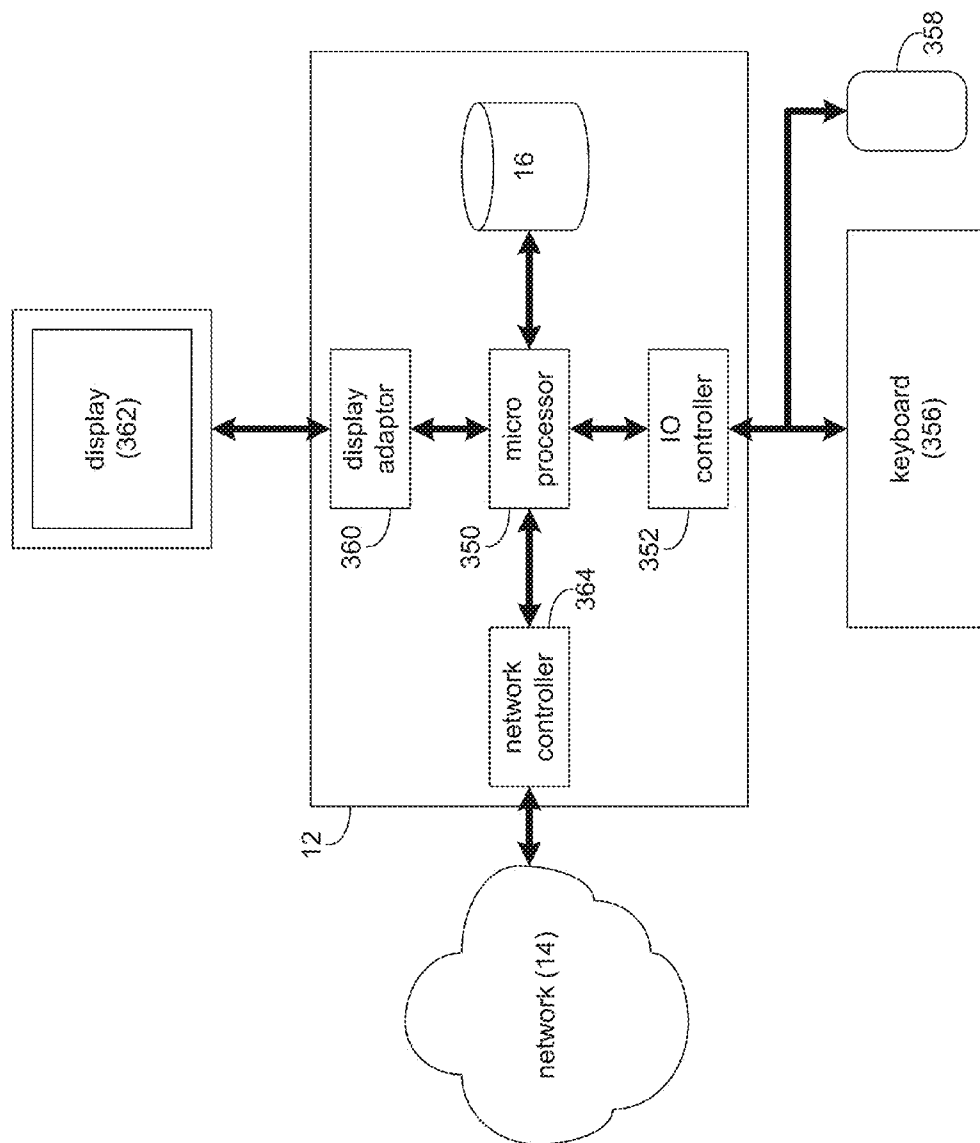 display
(362)
358
display
adaptor
360
16
micro
processor
350
IO
controller
352
keyboard
(356)
364
network
controller
12
network (14)